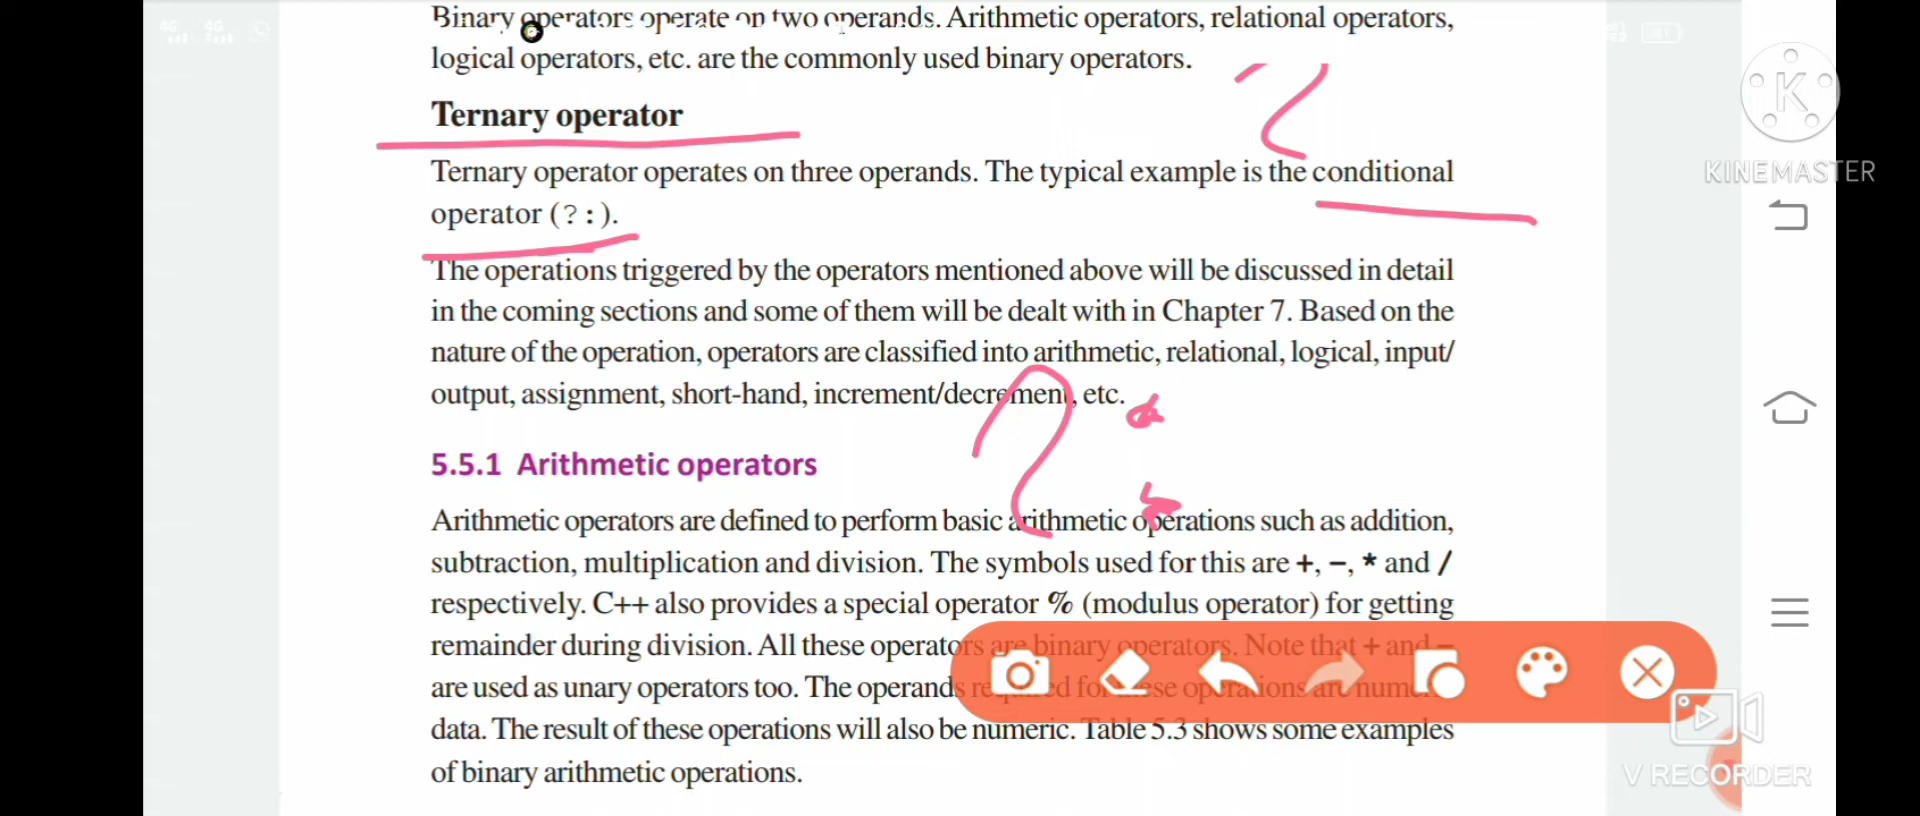 Binary operators operate on two operands. Arithmetic operators, relational operators,
logical operators, etc. are the commonly used binary operators.
Ternary operator
Ternary operator operates on three operands. The typical example is the conditional
operator (? :).
The operations triggered by the operators mentioned above will be discussed in detail
in the coming sections and some of them will be dealt with in Chapter 7. Based on the
nature of the operation, operators are classified into arithmetic, relational, logical, input/
output, assignment, short-hand, increment/decrement, etc.
5.5.1 Arithmetic operators
Arithmetic operators are defined to perform basic arithmetic operations such as addition,
subtraction, multiplication and division. The symbols used for this are +, −, * and /
respectively. C++ also provides a special operator % (modulus operator) for getting
remainder during division. All these operators are binary operators. Note that + and −
are used as unary operators too. The operands required for these operations are numeric
data. The result of these operations will also be numeric. Table 5.3 shows some examples
of binary arithmetic operations.
4G 4G
K
KINEMASTER
V RECORDER